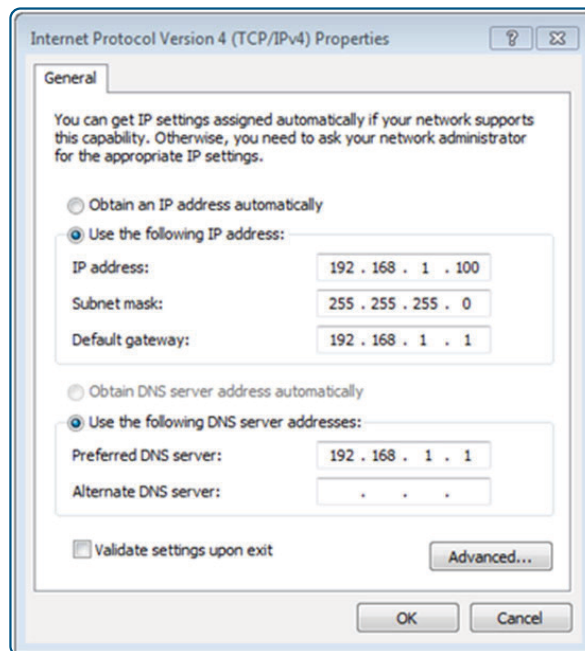 Internet Protocol Version 4 (TCP/IPv4) Properties
General
You can get IP settings assigned automatically if your network supports
this capability. Otherwise, you need to ask your network administrator
for the appropriate IP settings.
Obtain an IP address automatically
Use the following IP address:
IP address: 192 . 168 . 1 . 100
Subnet mask: 255 . 255 . 255 . 0
Default gateway: 192 . 168 . 1 . 1
Obtain DNS server address automatically
Use the following DNS server addresses:
Preferred DNS server: 192 . 168 . 1 . 1
Alternate DNS server: . . .
Validate settings upon exit
Advanced...
OK Cancel